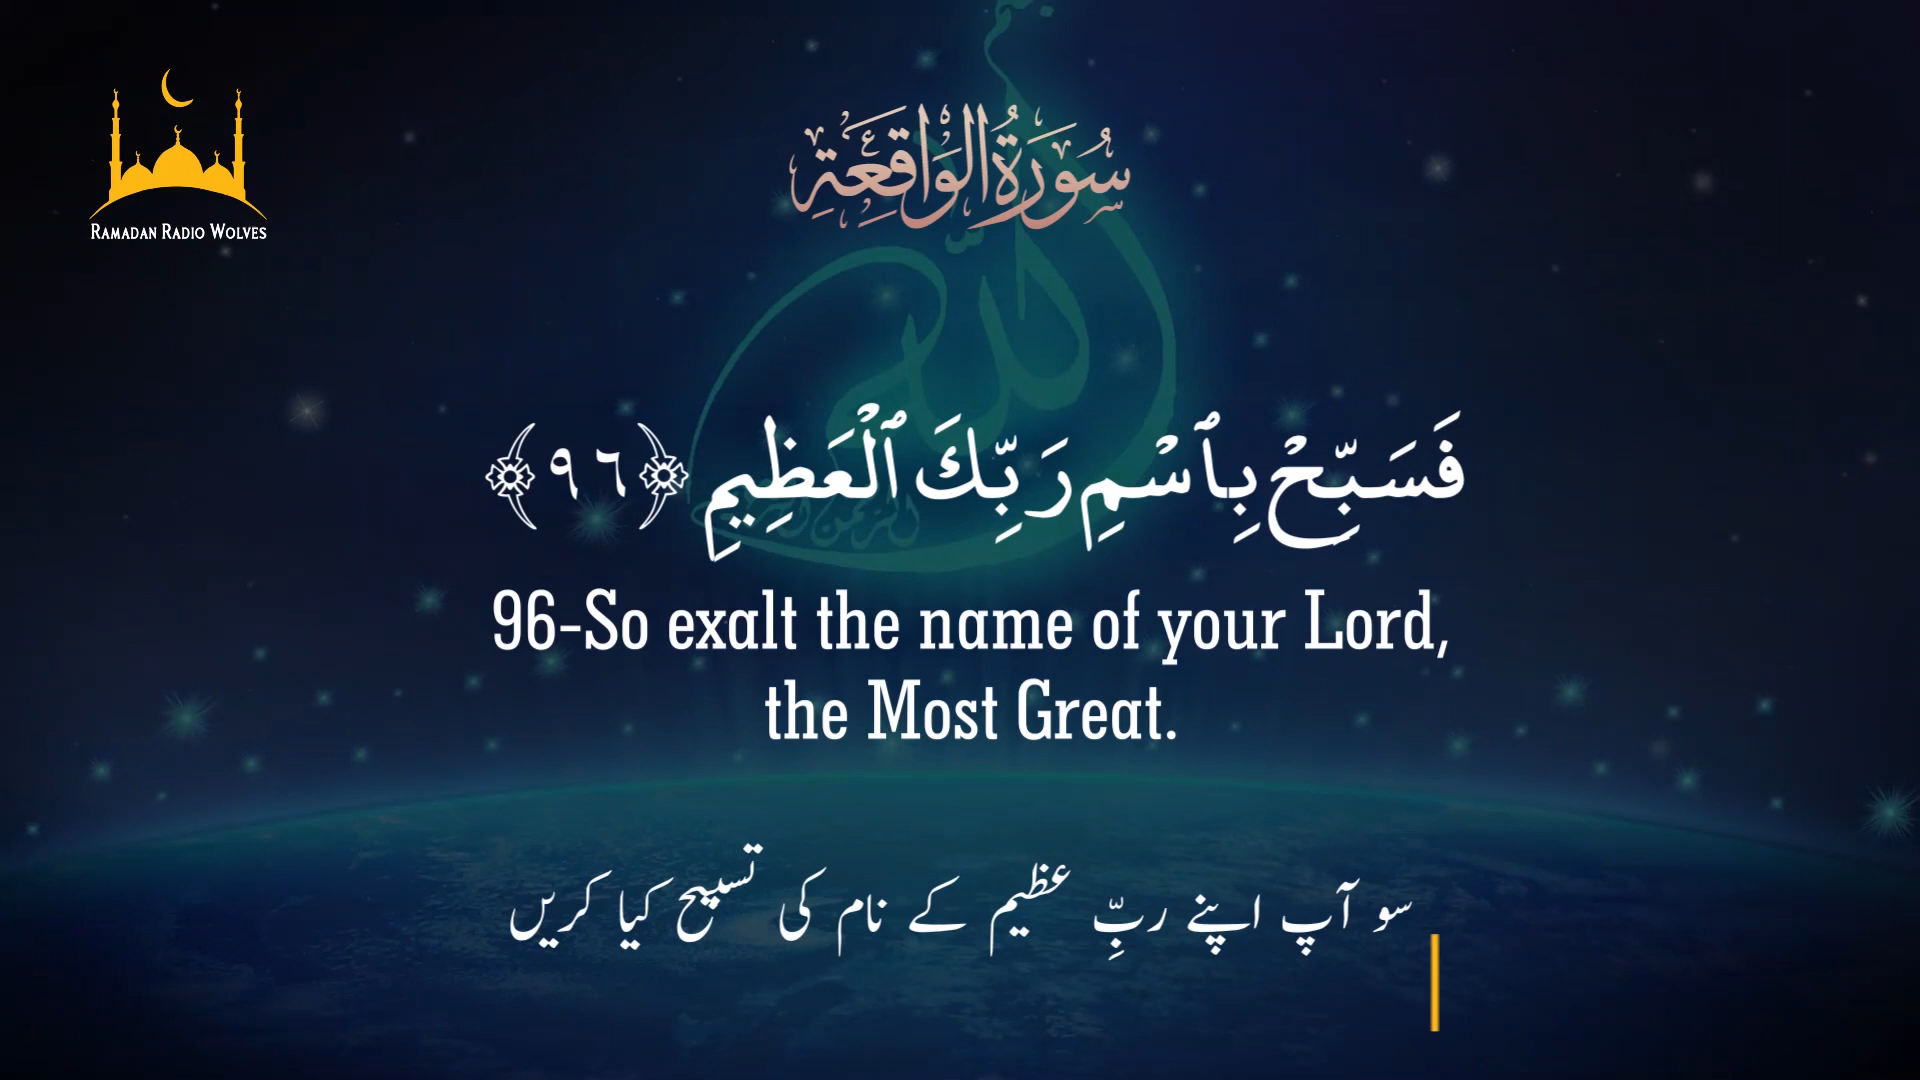 RAMADAN RADIO WOLVES
سُورَةُ الْوَاقِعَةِ
فَسَبِّحْ بِٱسْمِ رَبِّكَ ٱلْعَظِيمِ ﴿٩٦﴾
96-So exalt the name of your Lord,
the Most Great.
سو آپ اپنے ربِّ عظیم کے نام کی تسبیح کیا کریں